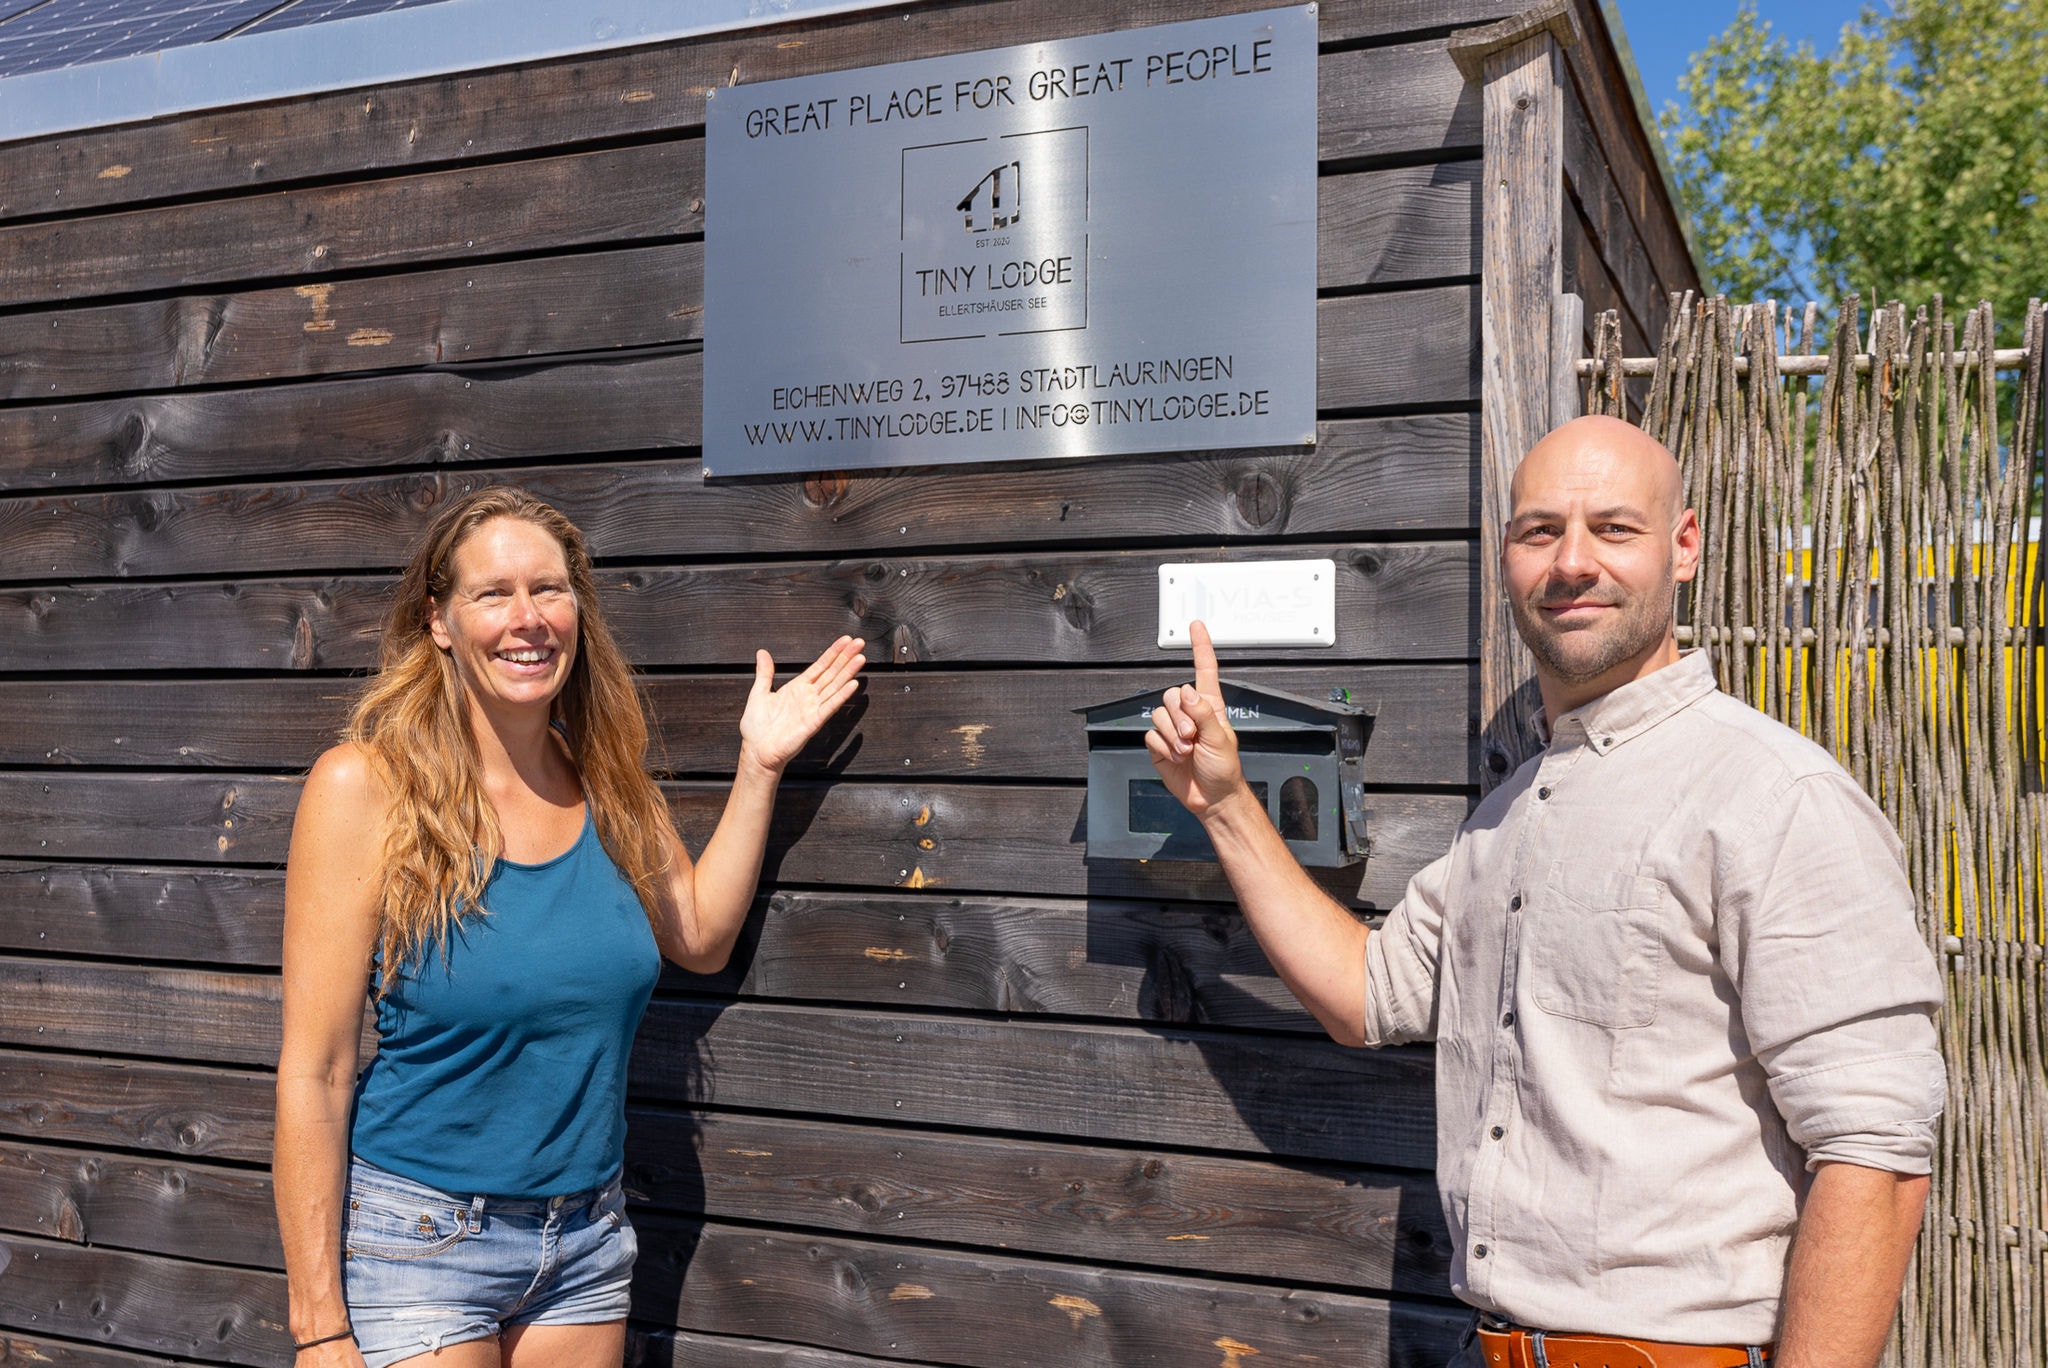 GREAT PLACE FOR GREAT PEOPLE
EST. 2020
TINY LODGE
ELLERTSHÄUSER SEE
EICHENWEG 2, 97488 STADTLAURINGEN
WWW.TINYLODGE.DE | INFO@TINYLODGE.DE
VIA-S
HOUSES